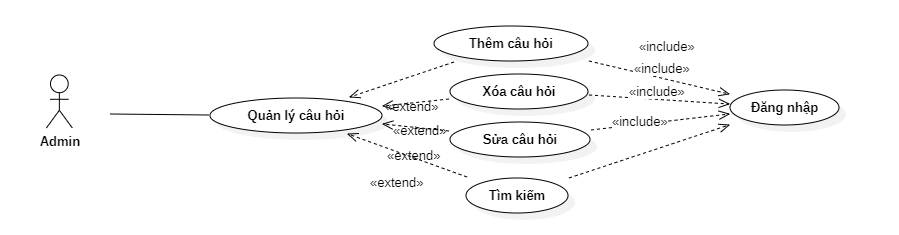 Thêm câu hỏi
«include»
«include»
Xóa câu hỏi
«include»
«extend»
Đăng nhập
Quản lý câu hỏi
«include»
«extend»
Sửa câu hỏi
Admin
«extend»
«extend»
Tìm kiếm